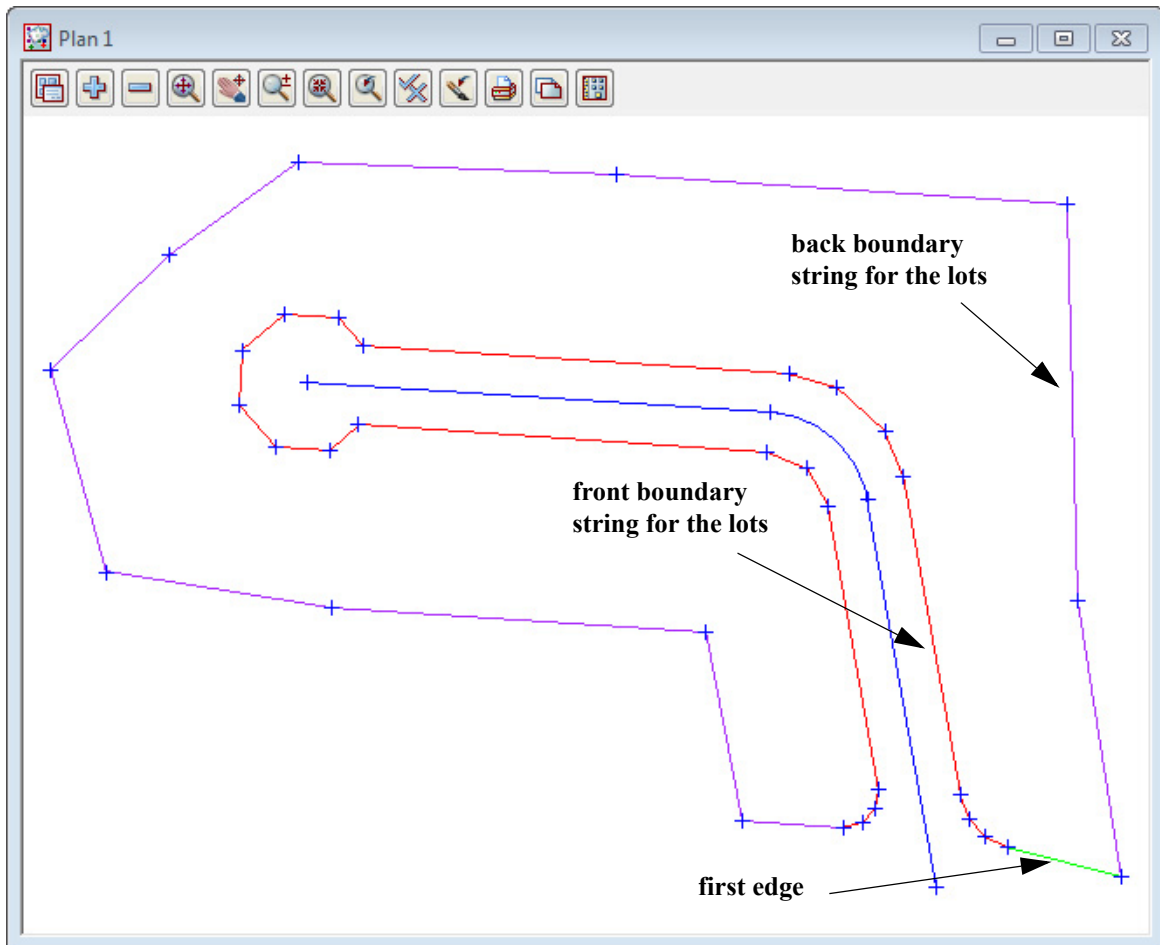 Plan 1
back boundary
string for the lots
front boundary
string for the lots
first edge